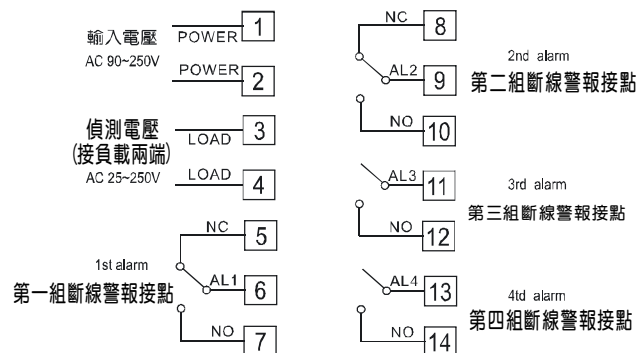 輸入電壓
AC 90~250V
POWER 1
POWER 2
偵測電壓
(接負載兩端)
AC 25~250V
LOAD 3
LOAD 4
NC 5
1st alarm
第一組斷線警報接點
AL1 6
NO 7
NC 8
2nd alarm
第二組斷線警報接點
AL2 9
NO 10
AL3 11
3rd alarm
第三組斷線警報接點
NO 12
AL4 13
4td alarm
第四組斷線警報接點
NO 14